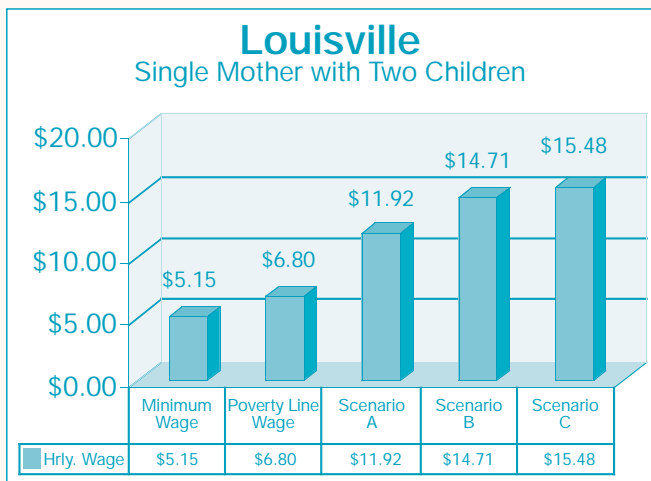 Louisville
Single Mother with Two Children
$20.00
$15.00
$10.00
$5.00
$0.00
$5.15
$6.80
$11.92
$14.71
$15.48
Minimum Wage
Poverty Line Wage
Scenario A
Scenario B
Scenario C
Hrly. Wage $5.15 $6.80 $11.92 $14.71 $15.48